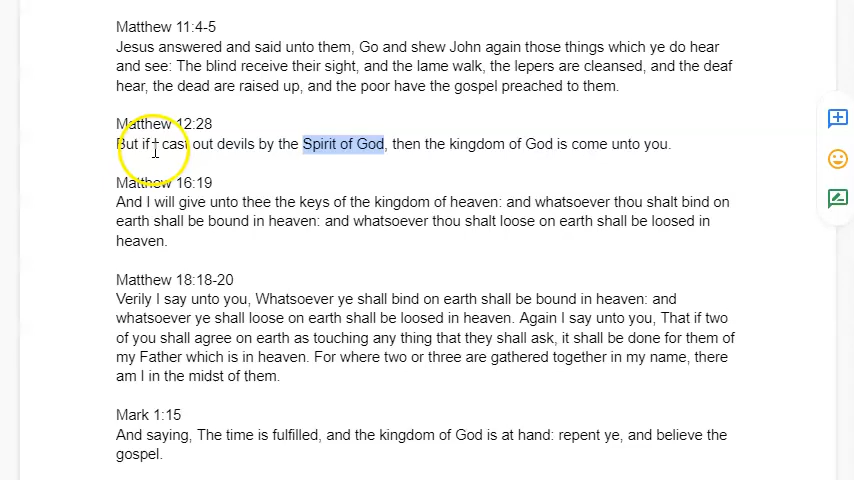 Matthew 11:4-5
Jesus answered and said unto them, Go and shew John again those things which ye do hear
and see: The blind receive their sight, and the lame walk, the lepers are cleansed, and the deaf
hear, the dead are raised up, and the poor have the gospel preached to them.
Matthew 12:28
But if I cast out devils by the Spirit of God, then the kingdom of God is come unto you.
Matthew 16:19
And I will give unto thee the keys of the kingdom of heaven: and whatsoever thou shalt bind on
earth shall be bound in heaven: and whatsoever thou shalt loose on earth shall be loosed in
heaven.
Matthew 18:18-20
Verily I say unto you, Whatsoever ye shall bind on earth shall be bound in heaven: and
whatsoever ye shall loose on earth shall be loosed in heaven. Again I say unto you, That if two
of you shall agree on earth as touching any thing that they shall ask, it shall be done for them of
my Father which is in heaven. For where two or three are gathered together in my name, there
am I in the midst of them.
Mark 1:15
And saying, The time is fulfilled, and the kingdom of God is at hand: repent ye, and believe the
gospel.